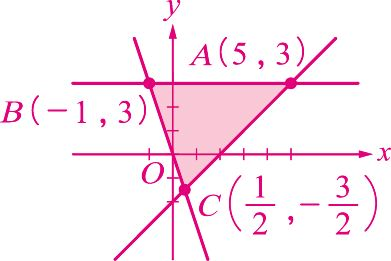 y
A(5, 3)
B(−1, 3)
x
O
C(1/2, −3/2)